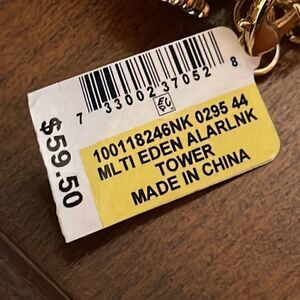 7 33002 37052 8
$59.50
100118246NK 0295 44
MLTI EDEN ALARLNK
TOWER
MADE IN CHINA